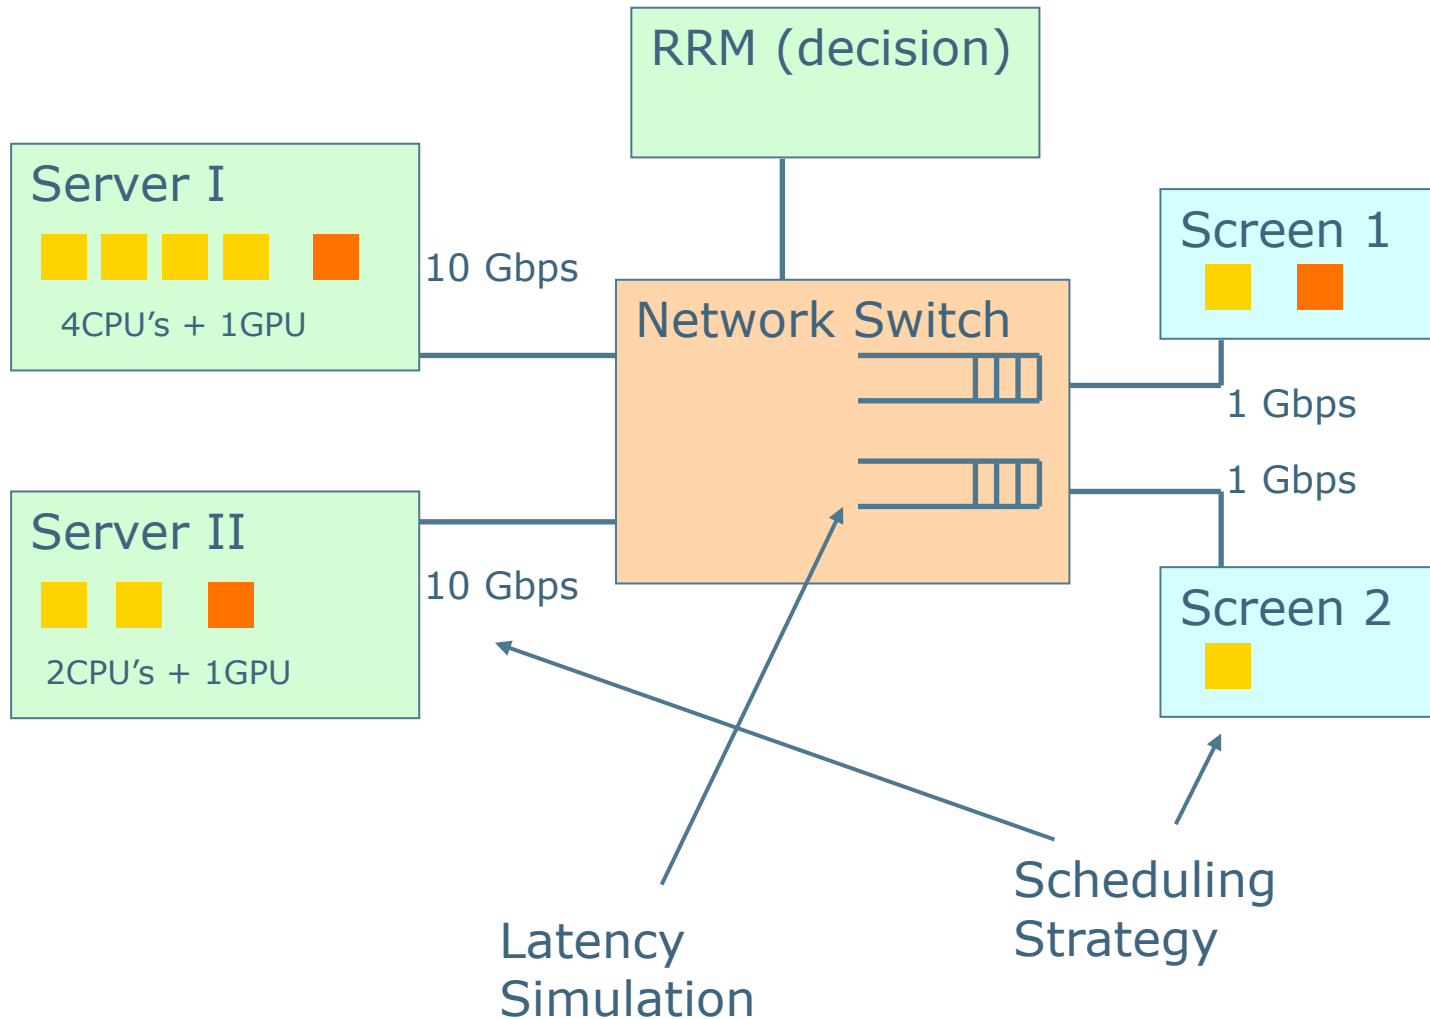 RRM (decision)
Server I
4CPU’s + 1GPU
10 Gbps
Network Switch
Screen 1
1 Gbps
1 Gbps
Server II
2CPU’s + 1GPU
10 Gbps
Screen 2
Latency
Simulation
Scheduling
Strategy